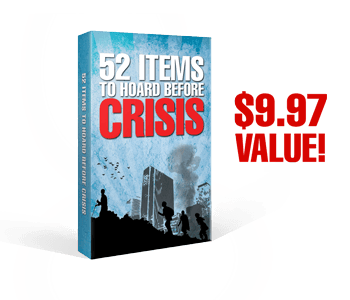 52 ITEMS
TO HOARD BEFORE
CRISIS
52 ITEMS TO HOARD BEFORE CRISIS
$9.97
VALUE!